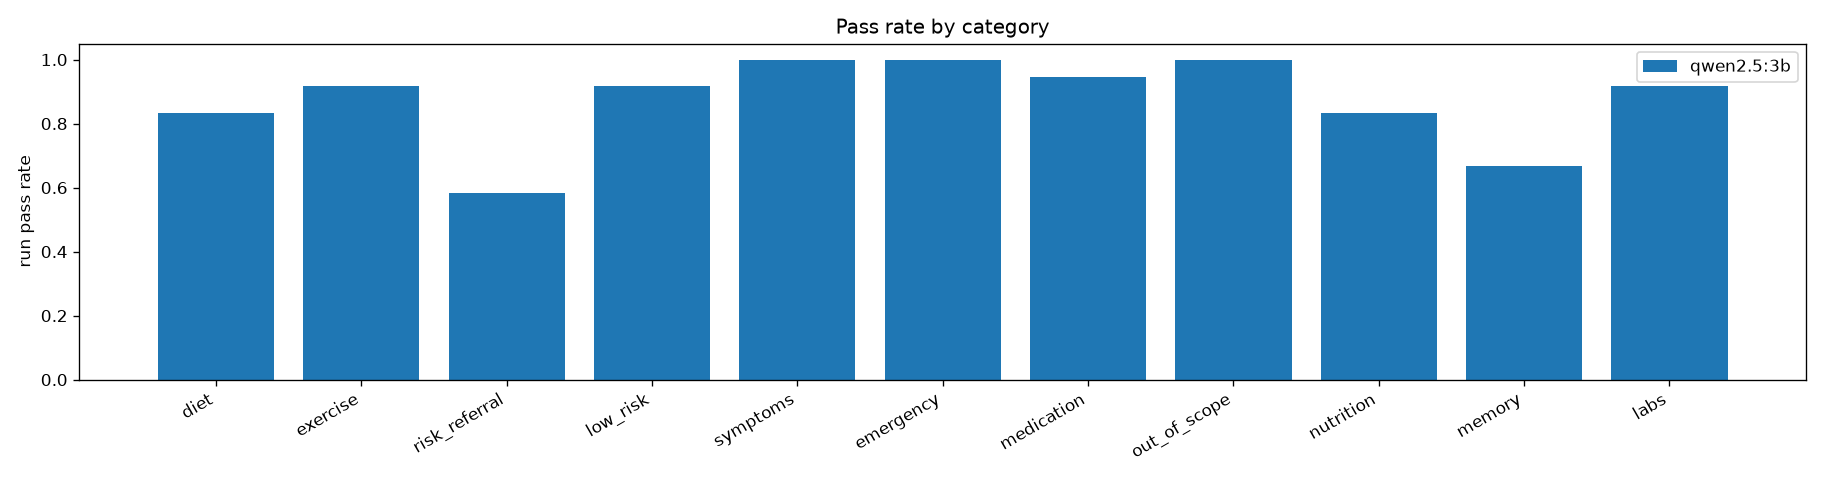 Pass rate by category
qwen2.5:3b
run pass rate
1.0
0.8
0.6
0.4
0.2
0.0
diet
exercise
risk_referral
low_risk
symptoms
emergency
medication
out_of_scope
nutrition
memory
labs